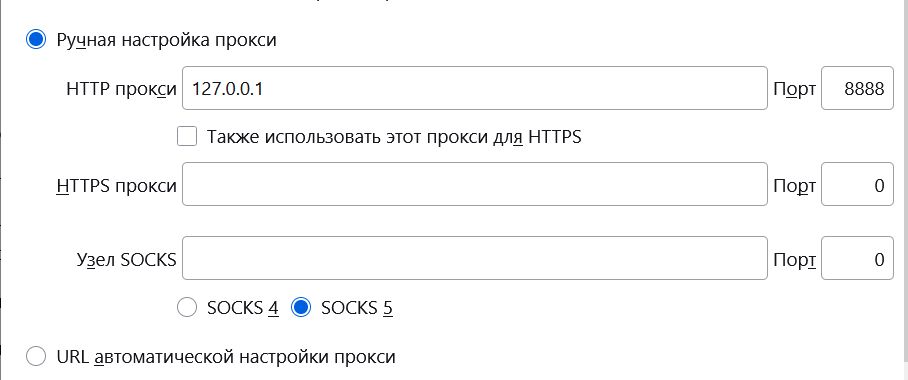 Ручная настройка прокси
HTTP прокси 127.0.0.1 Порт 8888
Также использовать этот прокси для HTTPS
HTTPS прокси Порт 0
Узел SOCKS Порт 0
SOCKS 4 SOCKS 5
URL автоматической настройки прокси